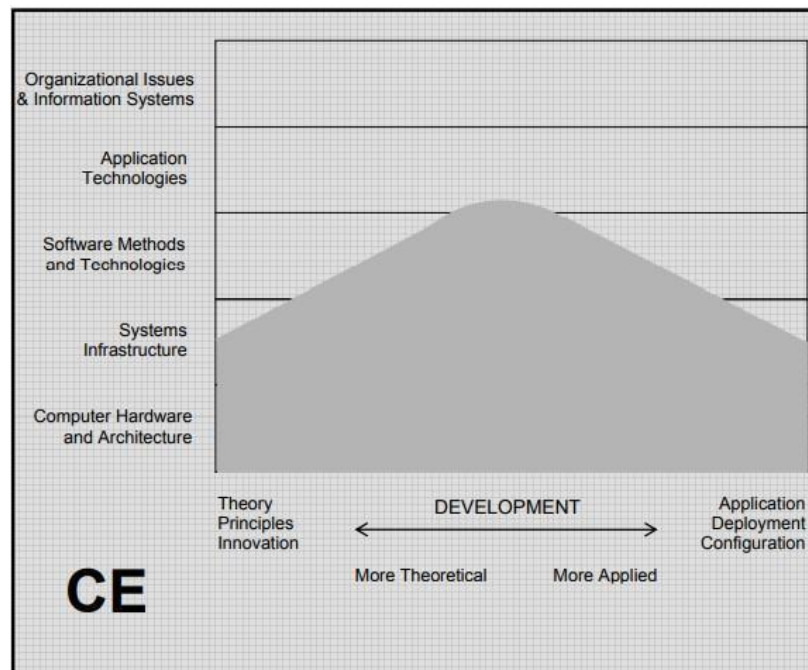 Organizational Issues
& Information Systems
Application
Technologies
Software Methods
and Technologies
Systems
Infrastructure
Computer Hardware
and Architecture
Theory
Principles
Innovation
DEVELOPMENT
Application
Deployment
Configuration
More Theoretical
More Applied
CE